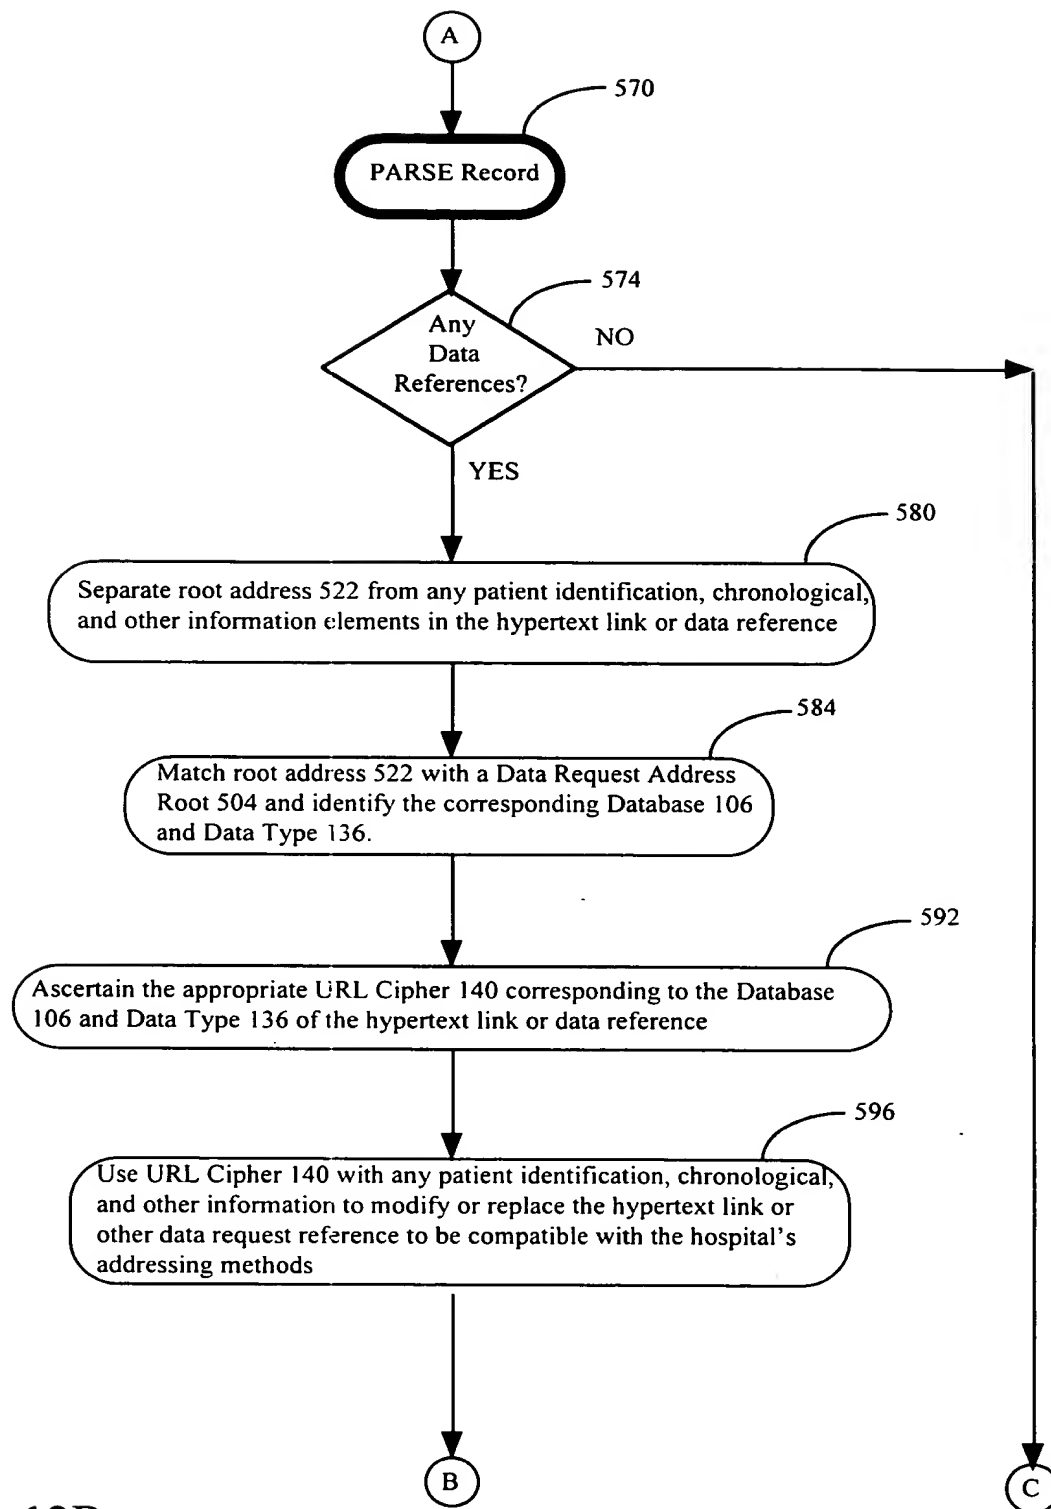 A
570
PARSE Record
574
Any
Data
References?
NO
YES
580
Separate root address 522 from any patient identification, chronological,
and other information elements in the hypertext link or data reference
584
Match root address 522 with a Data Request Address
Root 504 and identify the corresponding Database 106
and Data Type 136.
592
Ascertain the appropriate URL Cipher 140 corresponding to the Database
106 and Data Type 136 of the hypertext link or data reference
596
Use URL Cipher 140 with any patient identification, chronological,
and other information to modify or replace the hypertext link or
other data request reference to be compatible with the hospital's
addressing methods
B
C